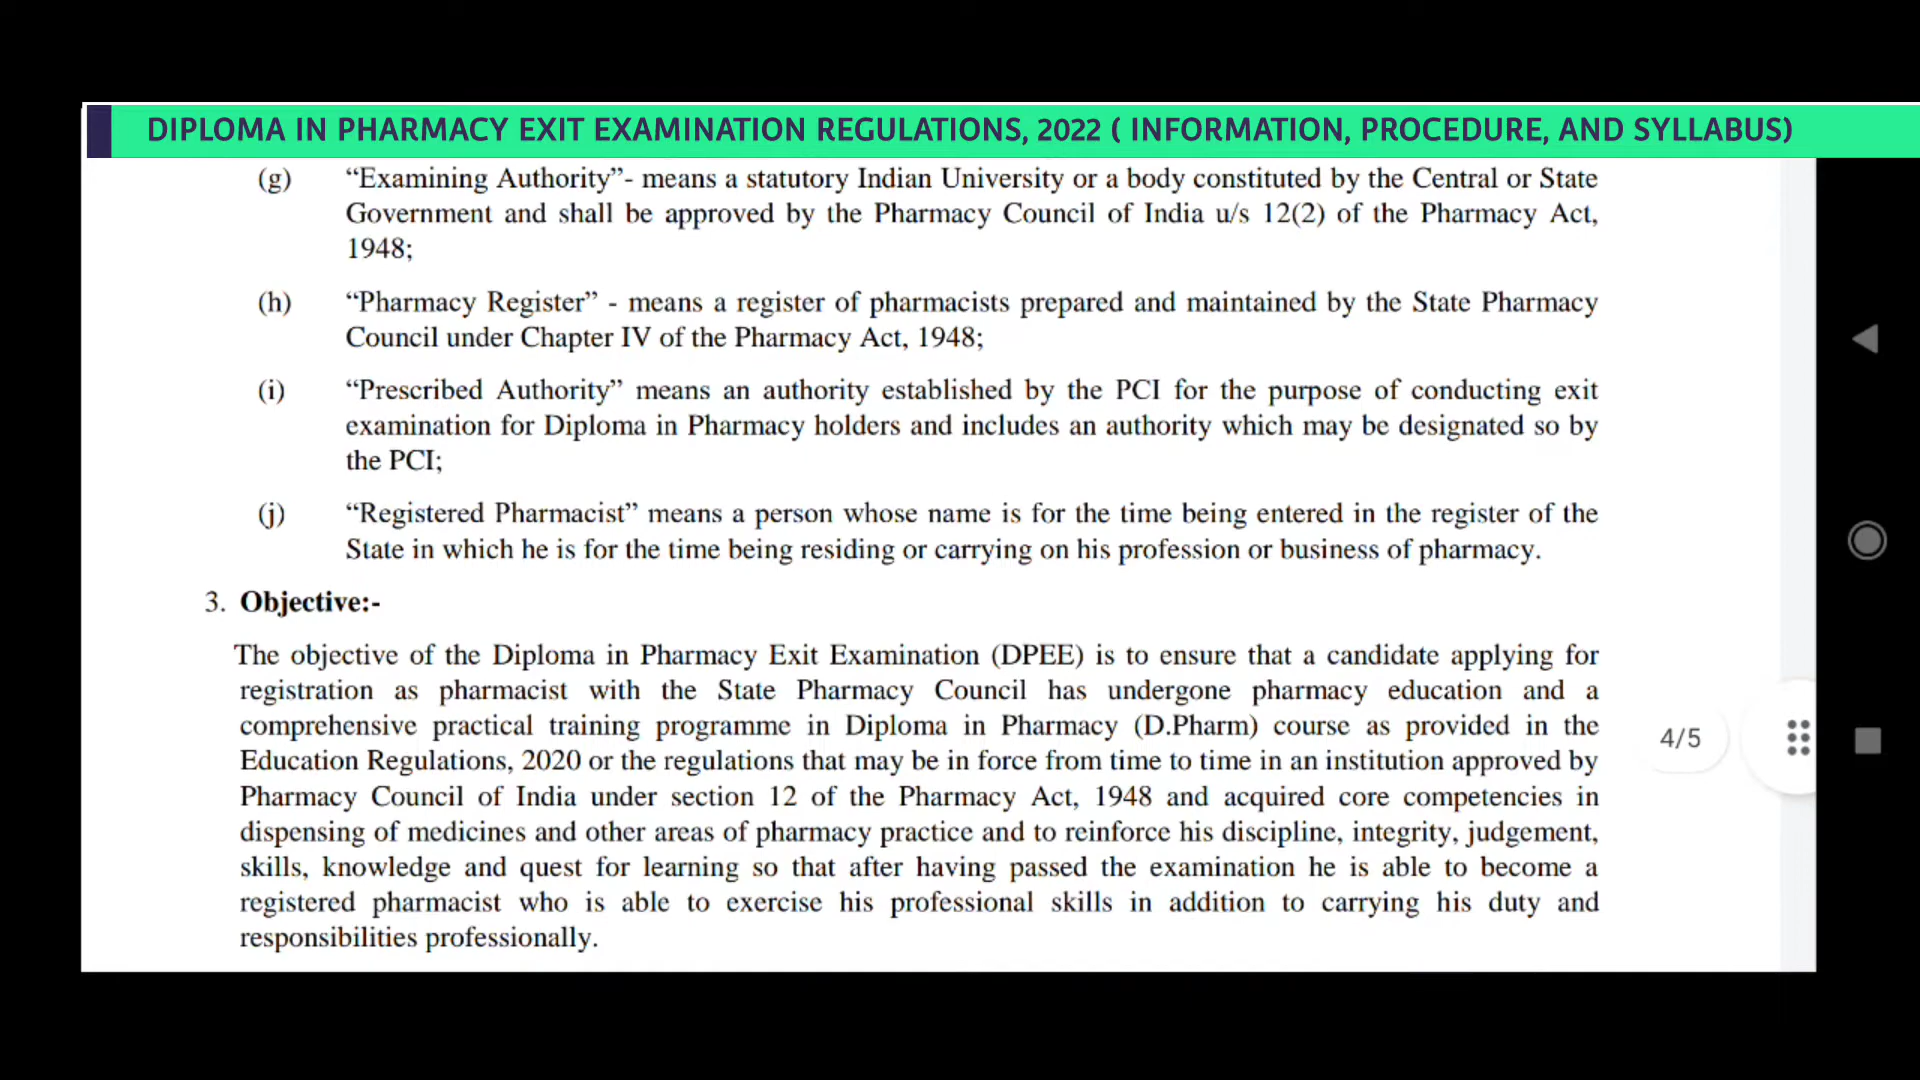 DIPLOMA IN PHARMACY EXIT EXAMINATION REGULATIONS, 2022 ( INFORMATION, PROCEDURE, AND SYLLABUS)
(g) “Examining Authority”- means a statutory Indian University or a body constituted by the Central or State
Government and shall be approved by the Pharmacy Council of India u/s 12(2) of the Pharmacy Act,
1948;
(h) “Pharmacy Register” - means a register of pharmacists prepared and maintained by the State Pharmacy
Council under Chapter IV of the Pharmacy Act, 1948;
(i) “Prescribed Authority” means an authority established by the PCI for the purpose of conducting exit
examination for Diploma in Pharmacy holders and includes an authority which may be designated so by
the PCI;
(j) “Registered Pharmacist” means a person whose name is for the time being entered in the register of the
State in which he is for the time being residing or carrying on his profession or business of pharmacy.
3. Objective:-
The objective of the Diploma in Pharmacy Exit Examination (DPEE) is to ensure that a candidate applying for
registration as pharmacist with the State Pharmacy Council has undergone pharmacy education and a
comprehensive practical training programme in Diploma in Pharmacy (D.Pharm) course as provided in the
Education Regulations, 2020 or the regulations that may be in force from time to time in an institution approved by
Pharmacy Council of India under section 12 of the Pharmacy Act, 1948 and acquired core competencies in
dispensing of medicines and other areas of pharmacy practice and to reinforce his discipline, integrity, judgement,
skills, knowledge and quest for learning so that after having passed the examination he is able to become a
registered pharmacist who is able to exercise his professional skills in addition to carrying his duty and
responsibilities professionally.
4/5